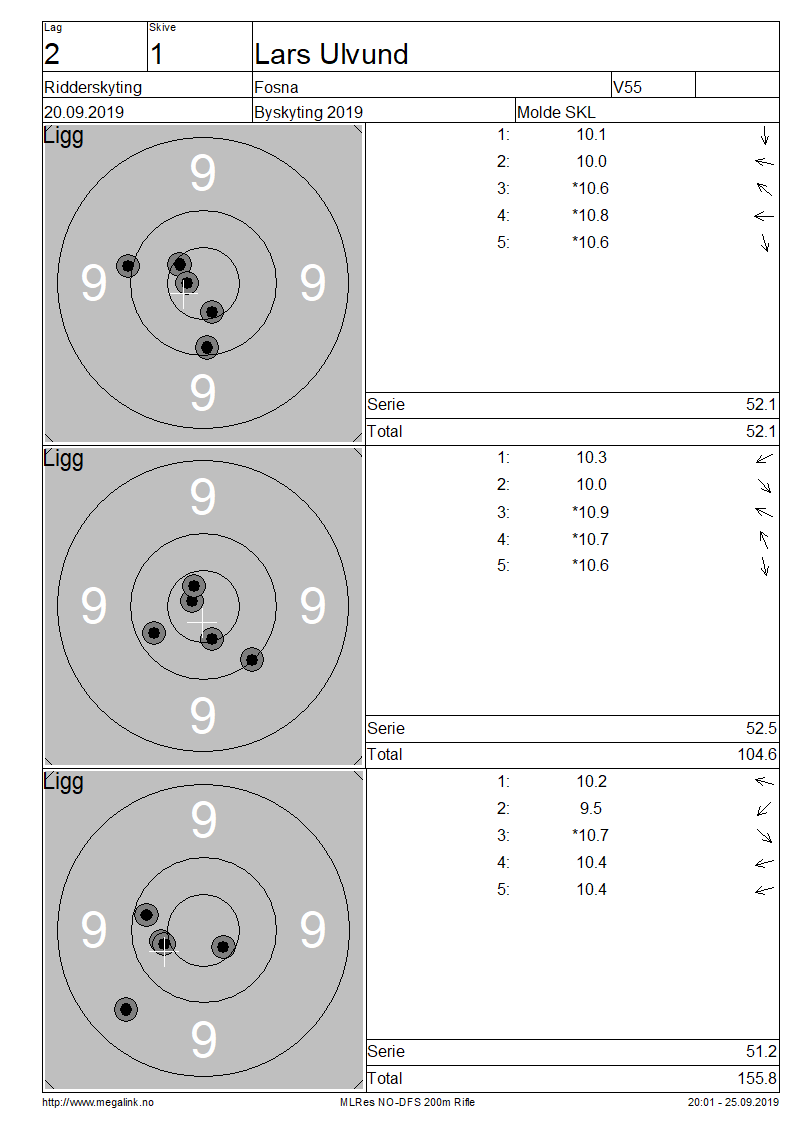 Lag Skive
2 1 Lars Ulvund
Ridderskyting Fosna V55
20.09.2019 Byskyting 2019 Molde SKL
Ligg
9
9 9
9
1: 10.1
2: 10.0
3: *10.6
4: *10.8
5: *10.6
Serie 52.1
Total 52.1
Ligg
9
9 9
9
1: 10.3
2: 10.0
3: *10.9
4: *10.7
5: *10.6
Serie 52.5
Total 104.6
Ligg
9
9 9
9
1: 10.2
2: 9.5
3: *10.7
4: 10.4
5: 10.4
Serie 51.2
Total 155.8
http://www.megalink.no MLRes NO-DFS 200m Rifle 20:01 - 25.09.2019